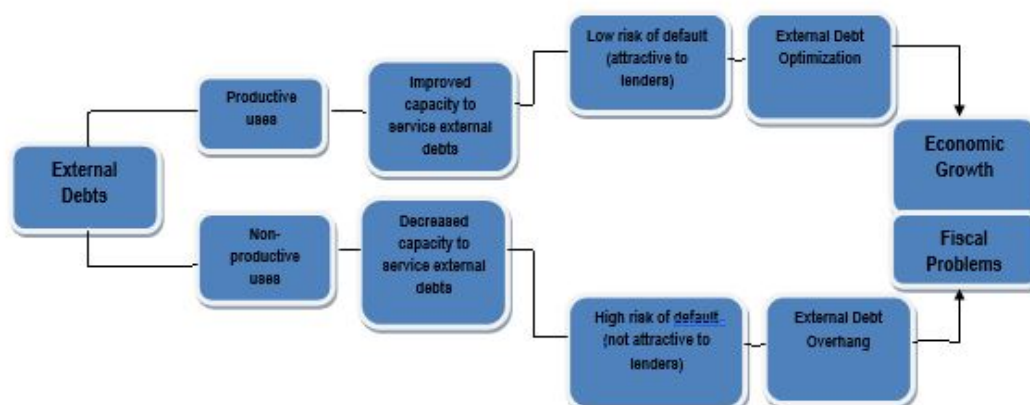 External
Debts
Productive
uses
Improved
capacity to
service external
debts
Low risk of default
(attractive to
lenders)
External Debt
Optimization
Economic
Growth
Non-
productive
uses
Decreased
capacity to
service external
debts
High risk of default
(not attractive to
lenders)
External Debt
Overhang
Fiscal
Problems